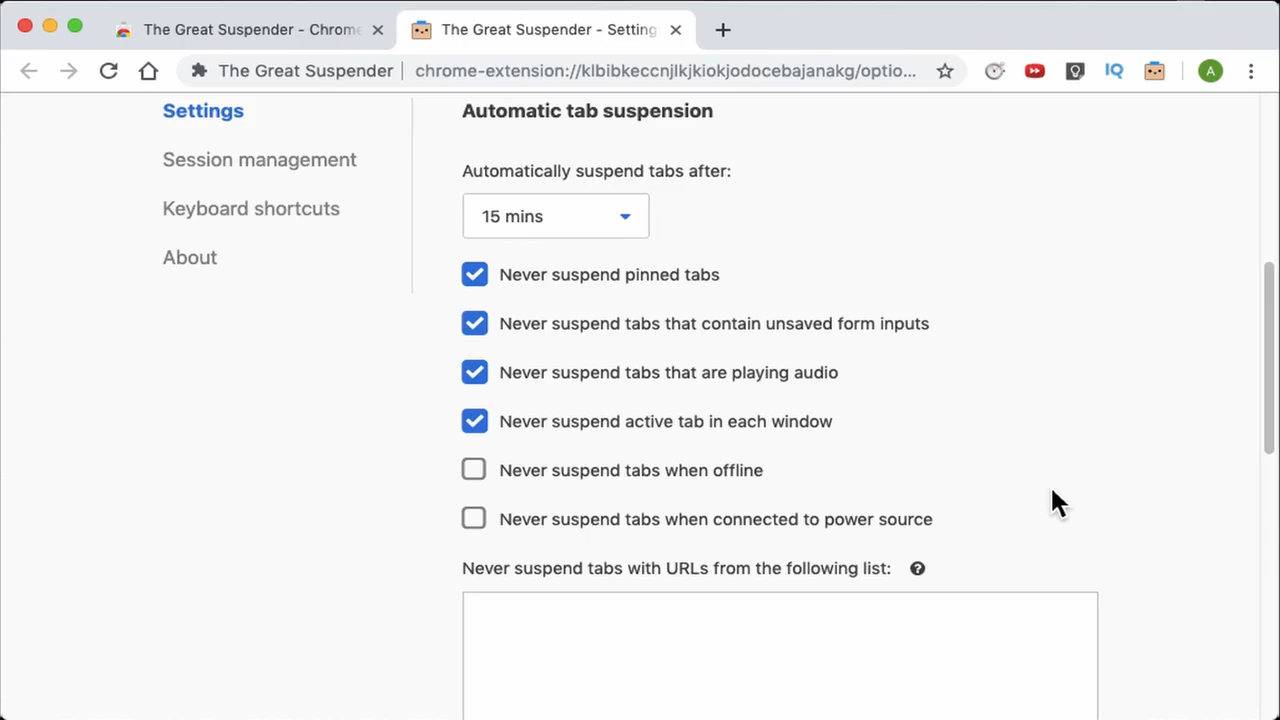 The Great Suspender - Chrome
The Great Suspender - Setting
The Great Suspender
chrome-extension://klbibkeccnjlkjkiokjodocebajanakg/optio...
IQ
A
Settings
Session management
Keyboard shortcuts
About
Automatic tab suspension
Automatically suspend tabs after:
15 mins
Never suspend pinned tabs
Never suspend tabs that contain unsaved form inputs
Never suspend tabs that are playing audio
Never suspend active tab in each window
Never suspend tabs when offline
Never suspend tabs when connected to power source
Never suspend tabs with URLs from the following list: